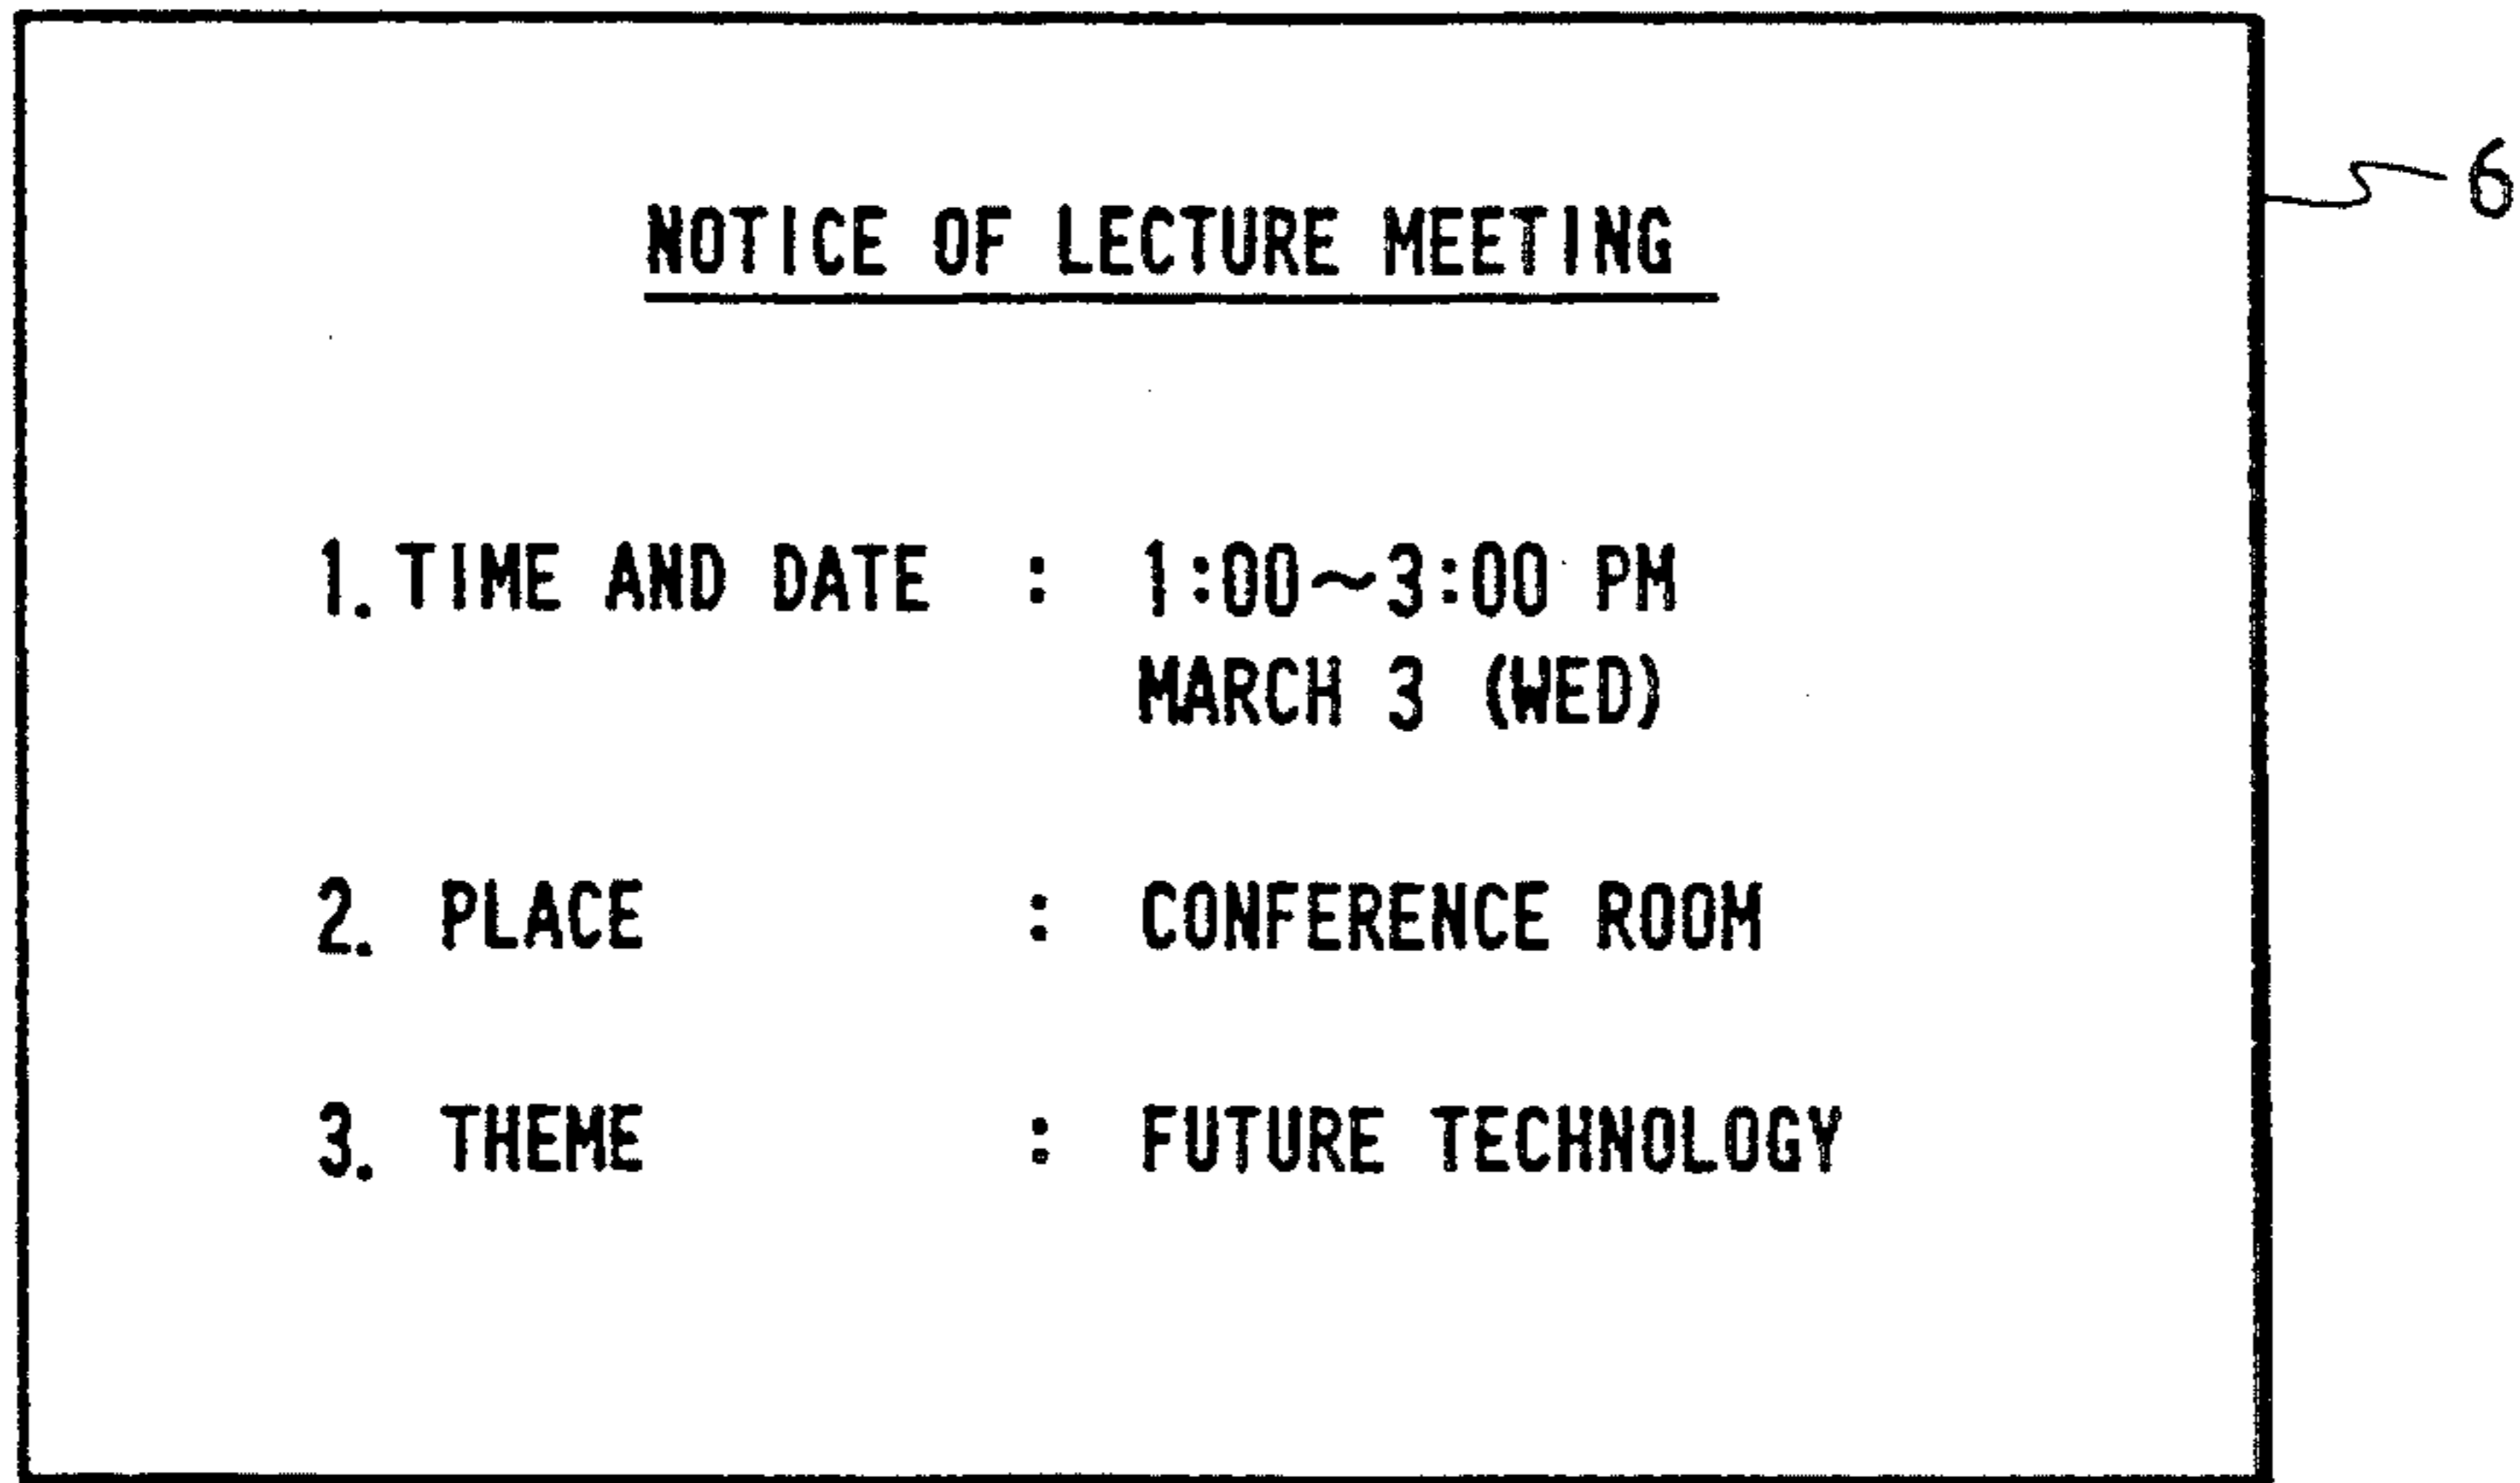 NOTICE OF LECTURE MEETING
6
1. TIME AND DATE : 1:00~3:00 PM
MARCH 3 (WED)
2. PLACE : CONFERENCE ROOM
3. THEME : FUTURE TECHNOLOGY